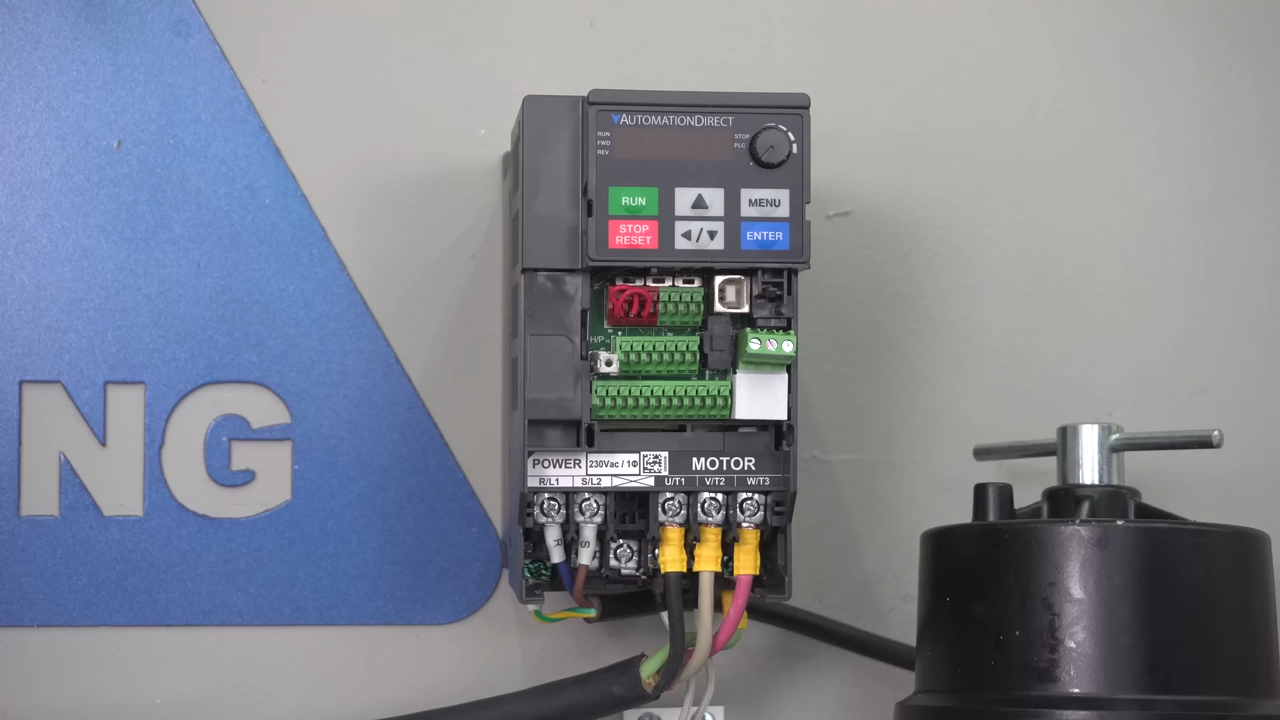 NG
AUTOMATIONDIRECT
RUN
FWD
REV
STOP
PLC
RUN
MENU
STOP
RESET
ENTER
H/P
POWER
230Vac / 1Φ
MOTOR
R/L1
S/L2
U/T1
V/T2
W/T3
R
S